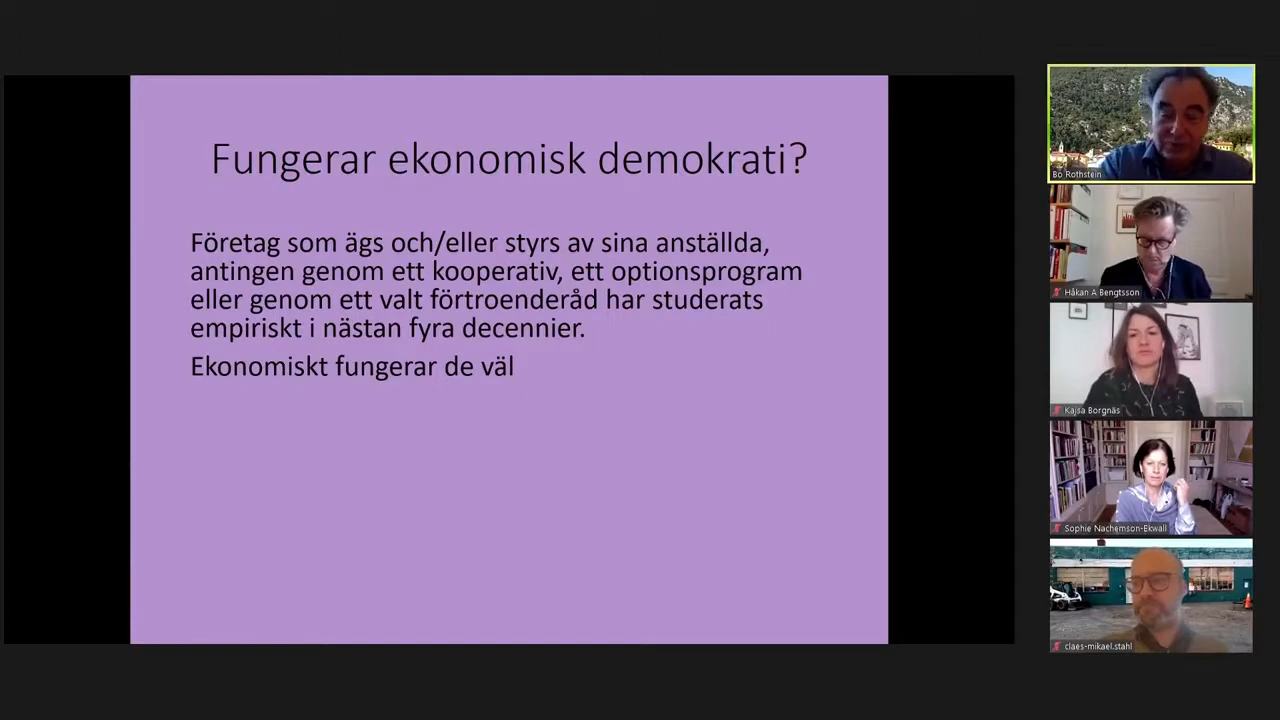 Fungerar ekonomisk demokrati?
Företag som ägs och/eller styrs av sina anställda,
antingen genom ett kooperativ, ett optionsprogram
eller genom ett valt förtroenderåd har studerats
empiriskt i nästan fyra decennier.
Ekonomiskt fungerar de väl
Bo Rothstein
Håkan A Bengtsson
Kajsa Borgnäs
Sophie Nachemson-Ekwall
claes-mikael.stahl